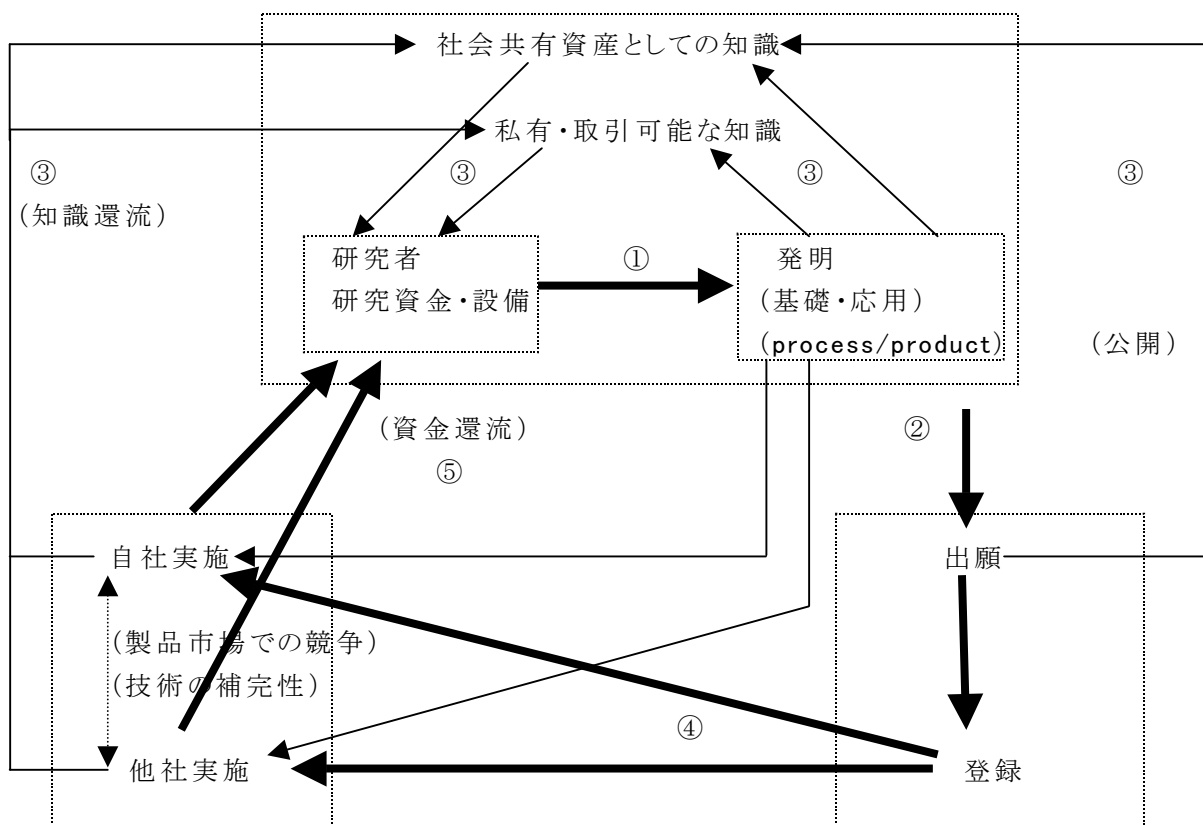 社会共有資産としての知識
私有・取引可能な知識
③
(知識還流)
③
③
③
研究者
研究資金・設備
①
発明
(基礎・応用)
(process/product)
(公開)
(資金還流)
⑤
②
自社実施
出願
(製品市場での競争)
(技術の補完性)
④
他社実施
登録